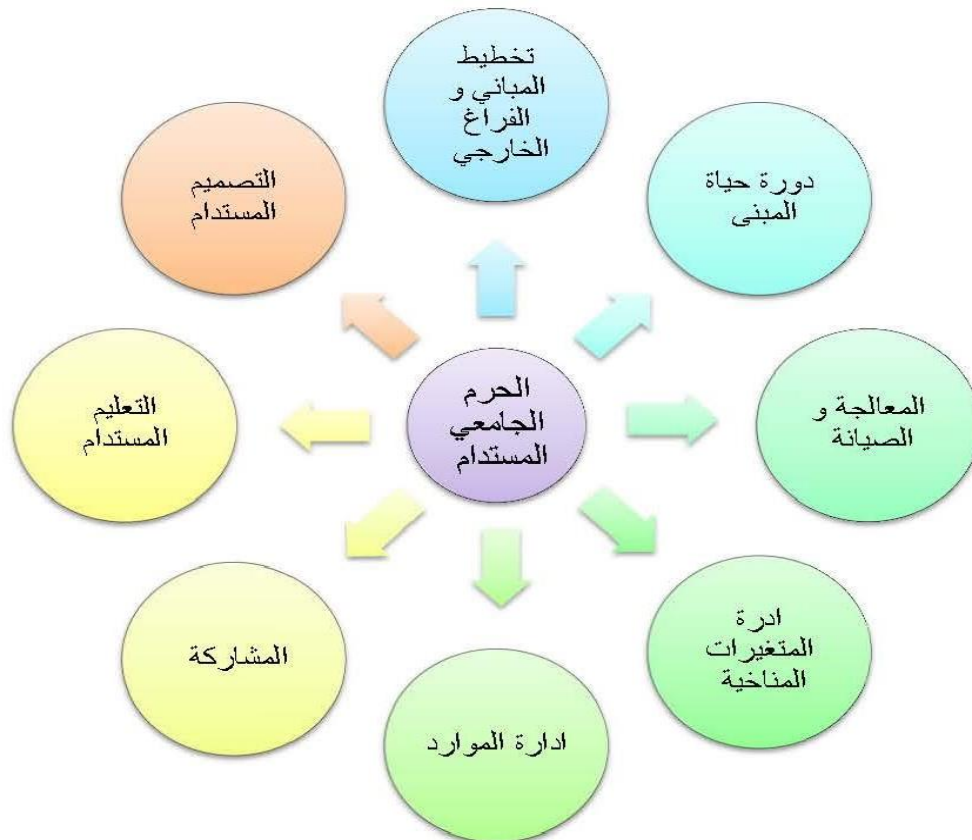 تخطيط
المباني و
الفراغ
الخارجي
دورة حياة
المبنى
المعالجة و
الصيانة
ادرة
المتغيرات
المناخية
ادارة الموارد
المشاركة
التعليم
المستدام
التصميم
المستدام
الحرم
الجامعي
المستدام